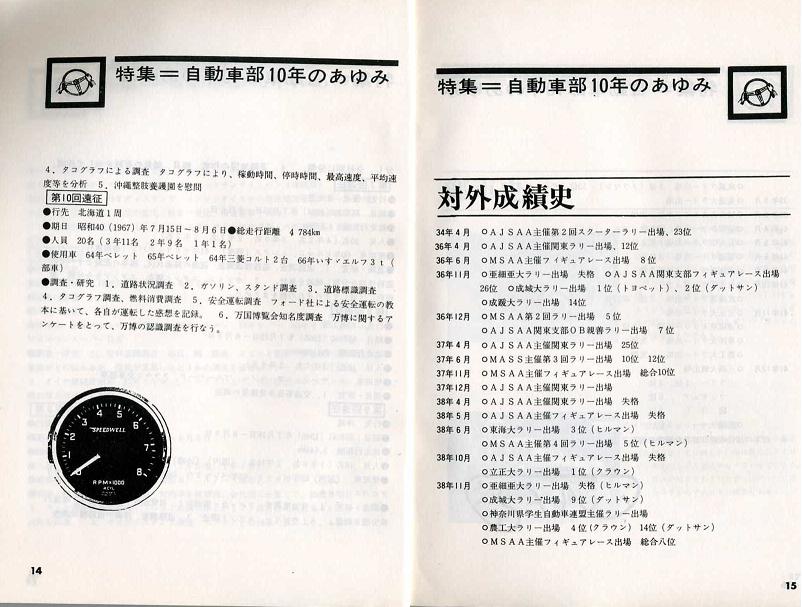 特集＝自動車部10年のあゆみ
4．タコグラフによる調査　タコグラフにより、稼動時間、停時時間、最高速度、平均速
度等を分析　5．沖縄整肢養護園を慰問
第10回遠征
●行先　北海道1周
●期日　昭和40（1967）年7月15日～8月6日●総走行距離　4 784km
●人員　20名（3年11名　2年9名　1年1名）
●使用車　64年ベレット　65年ベレット　64年三菱コルト2台　66年いすゞエルフ3t（
部車）
●調査・研究　1．道路状況調査　2．ガソリン、スタンド調査　3．道路標識調査
4．タコグラフ調査、燃料消費調査　5．安全運転調査　フォード社による安全運転の教
本に基いて、各自が運転した感想を記録。　6．万国博覧会知名度調査　万博に関するア
ンケートをとって、万博の認識調査を行なう。
0 1 2 3 4 5 6 7 8
SPEEDWELL
RPM×1000
14
特集＝自動車部10年のあゆみ
対外成績史
34年4月　○AJSAA主催第2回スクーターラリー出場、23位
36年4月　○AJSAA主催関東ラリー出場、12位
36年6月　○MSAA主催フィギュアレース出場　8位
36年11月　○亜細亜大ラリー出場　失格　○AJSAA関東支部フィギュアレース出場
26位　○成城大ラリー出場　1位（トヨペット）、2位（ダットサン）
○成蹊大ラリー出場　14位
36年12月　○MSAA第2回ラリー出場　5位
○AJSAA関東支部OB親善ラリー出場　7位
37年4月　○AJSAA主催関東ラリー出場　25位
37年6月　○MASS主催第3回ラリー出場　10位　12位
37年11月　○MSAA主催フィギュアレース出場　総合10位
37年12月　○AJSAA主催関東ラリー出場
38年4月　○AJSAA主催関東ラリー出場　失格
38年5月　○AJSAA主催フィギュアレース出場　失格
38年6月　○東海大ラリー出場　3位（ヒルマン）
○MSAA主催第4回ラリー出場　5位（ヒルマン）
38年10月　○AJSAA主催フィギュアレース出場　失格
○立正大ラリー出場　1位（クラウン）
38年11月　○亜細亜大ラリー出場　失格（ヒルマン）
○成城大ラリー出場　9位（ダットサン）
○神奈川県学生自動車連盟主催ラリー出場
○農工大ラリー出場　4位（クラウン）　14位（ダットサン）
○MSAA主催フィギュアレース出場　総合八位
15